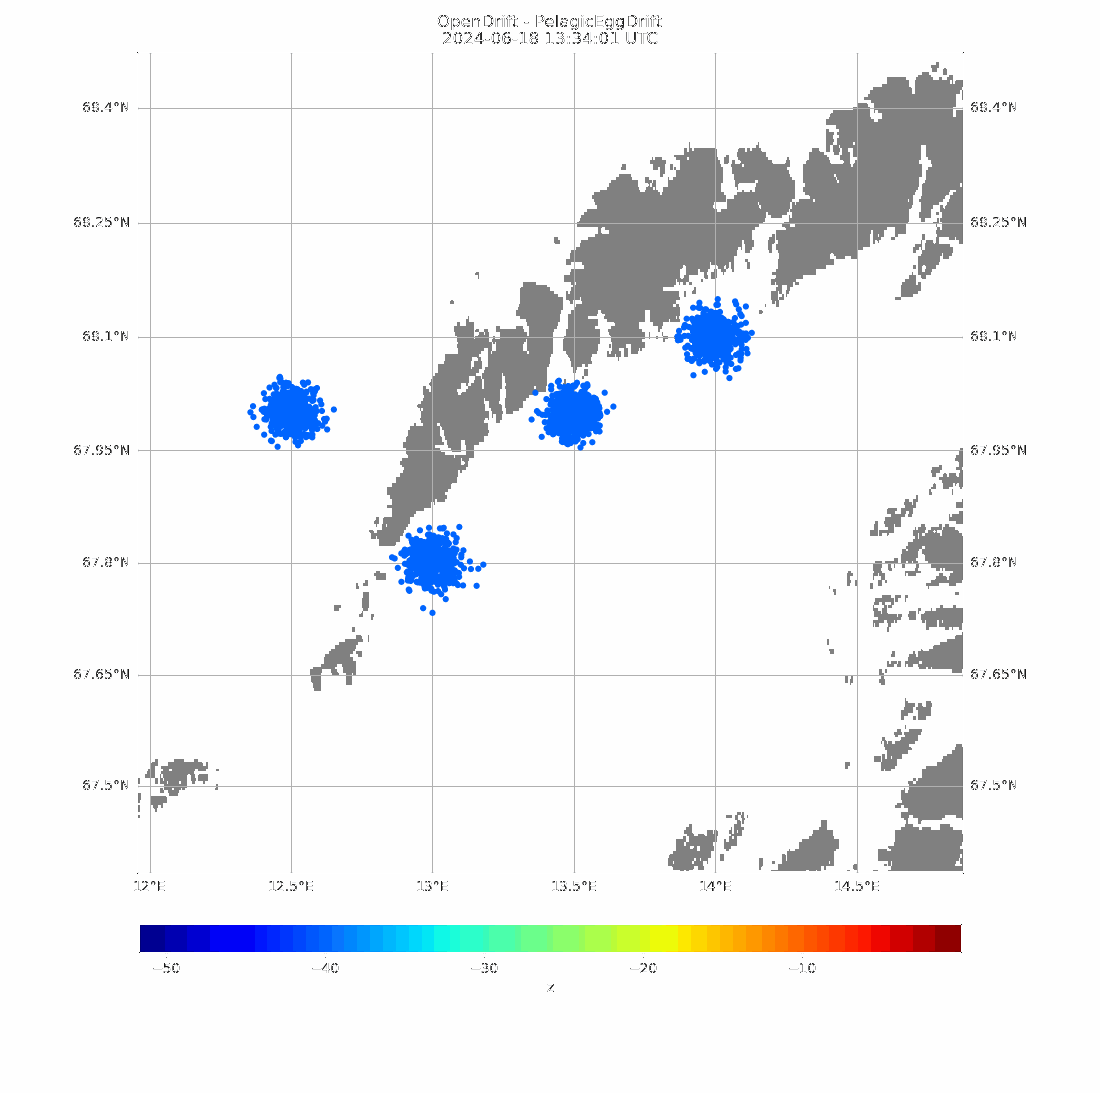 OpenDrift - PelagicEggDrift
2024-06-18 13:34:01 UTC
68.4°N 68.4°N
68.25°N 68.25°N
68.1°N 68.1°N
67.95°N 67.95°N
67.8°N 67.8°N
67.65°N 67.65°N
67.5°N 67.5°N
12°E 12.5°E 13°E 13.5°E 14°E 14.5°E
−50 −40 −30 −20 −10
z